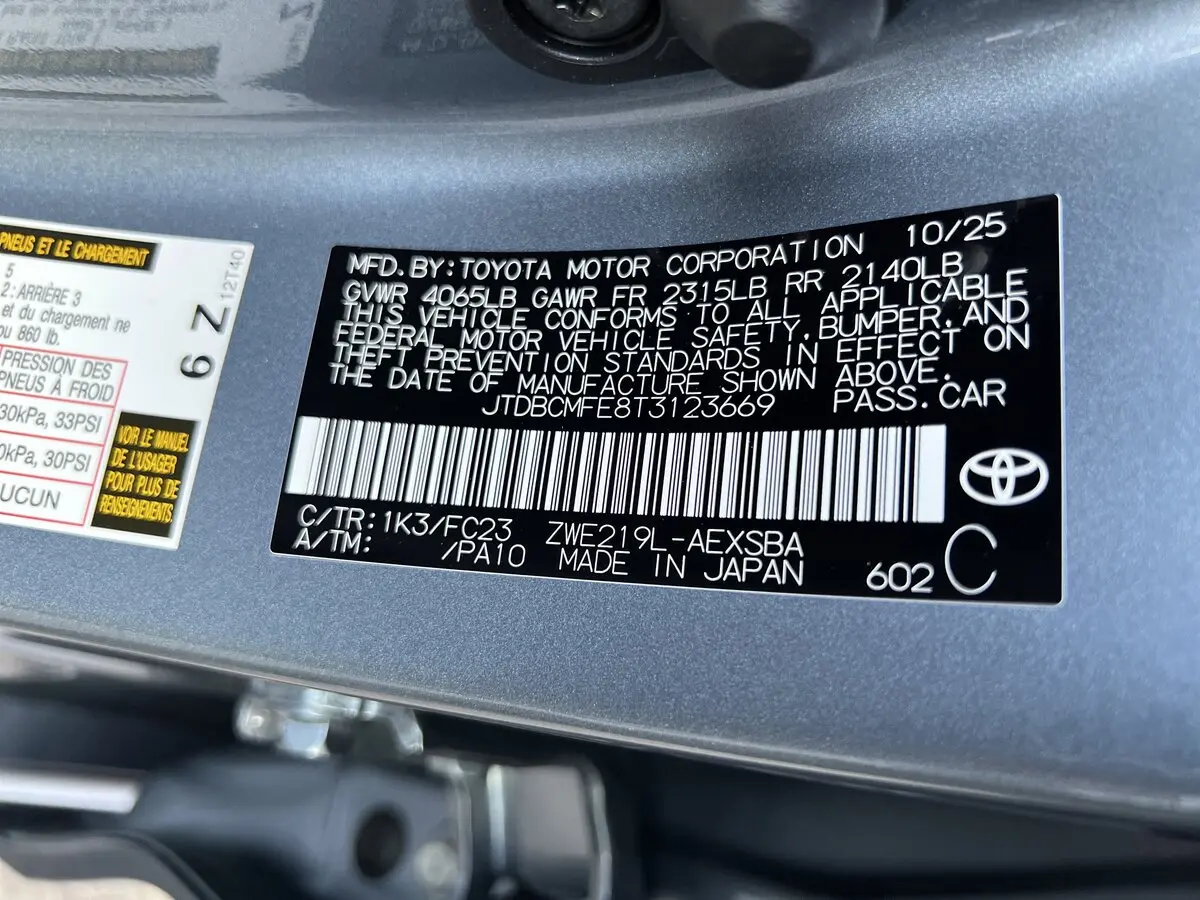 PNEUS ET LE CHARGEMENT
5
2: ARRIÈRE 3
et du chargement ne
ou 860 lb.
PRESSION DES
PNEUS À FROID
30kPa, 33PSI
0kPa, 30PSI
UCUN
VOIR LE MANUEL
DE L'USAGER
POUR PLUS DE
RENSEIGNEMENTS.
6 Z
12T40
MFD.BY:TOYOTA MOTOR CORPORATION 10/25
GVWR 4065LB GAWR FR 2315LB RR 2140LB
THIS VEHICLE CONFORMS TO ALL APPLICABLE
FEDERAL MOTOR VEHICLE SAFETY,BUMPER,AND
THEFT PREVENTION STANDARDS IN EFFECT ON
THE DATE OF MANUFACTURE SHOWN ABOVE.
JTDBCMFE8T3123669 PASS.CAR
C/TR:1K3/FC23 ZWE219L-AEXSBA
A/TM: /PA10 MADE IN JAPAN
602 C